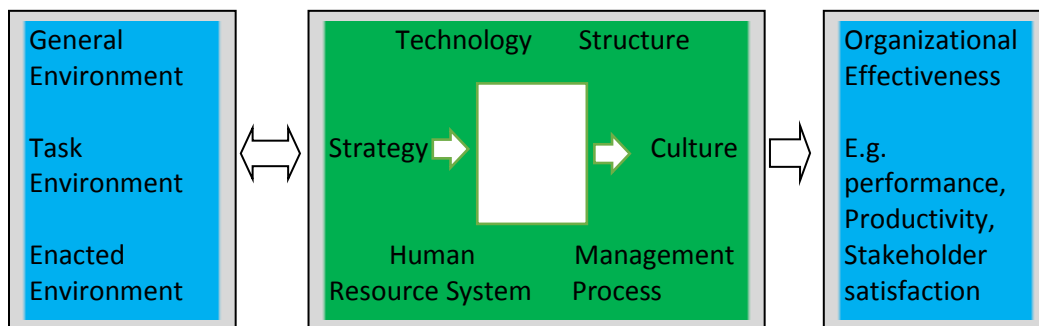 General
Environment
Task
Environment
Enacted
Environment
Technology Structure
Strategy Culture
Human Management
Resource System Process
Organizational
Effectiveness
E.g.
performance,
Productivity,
Stakeholder
satisfaction